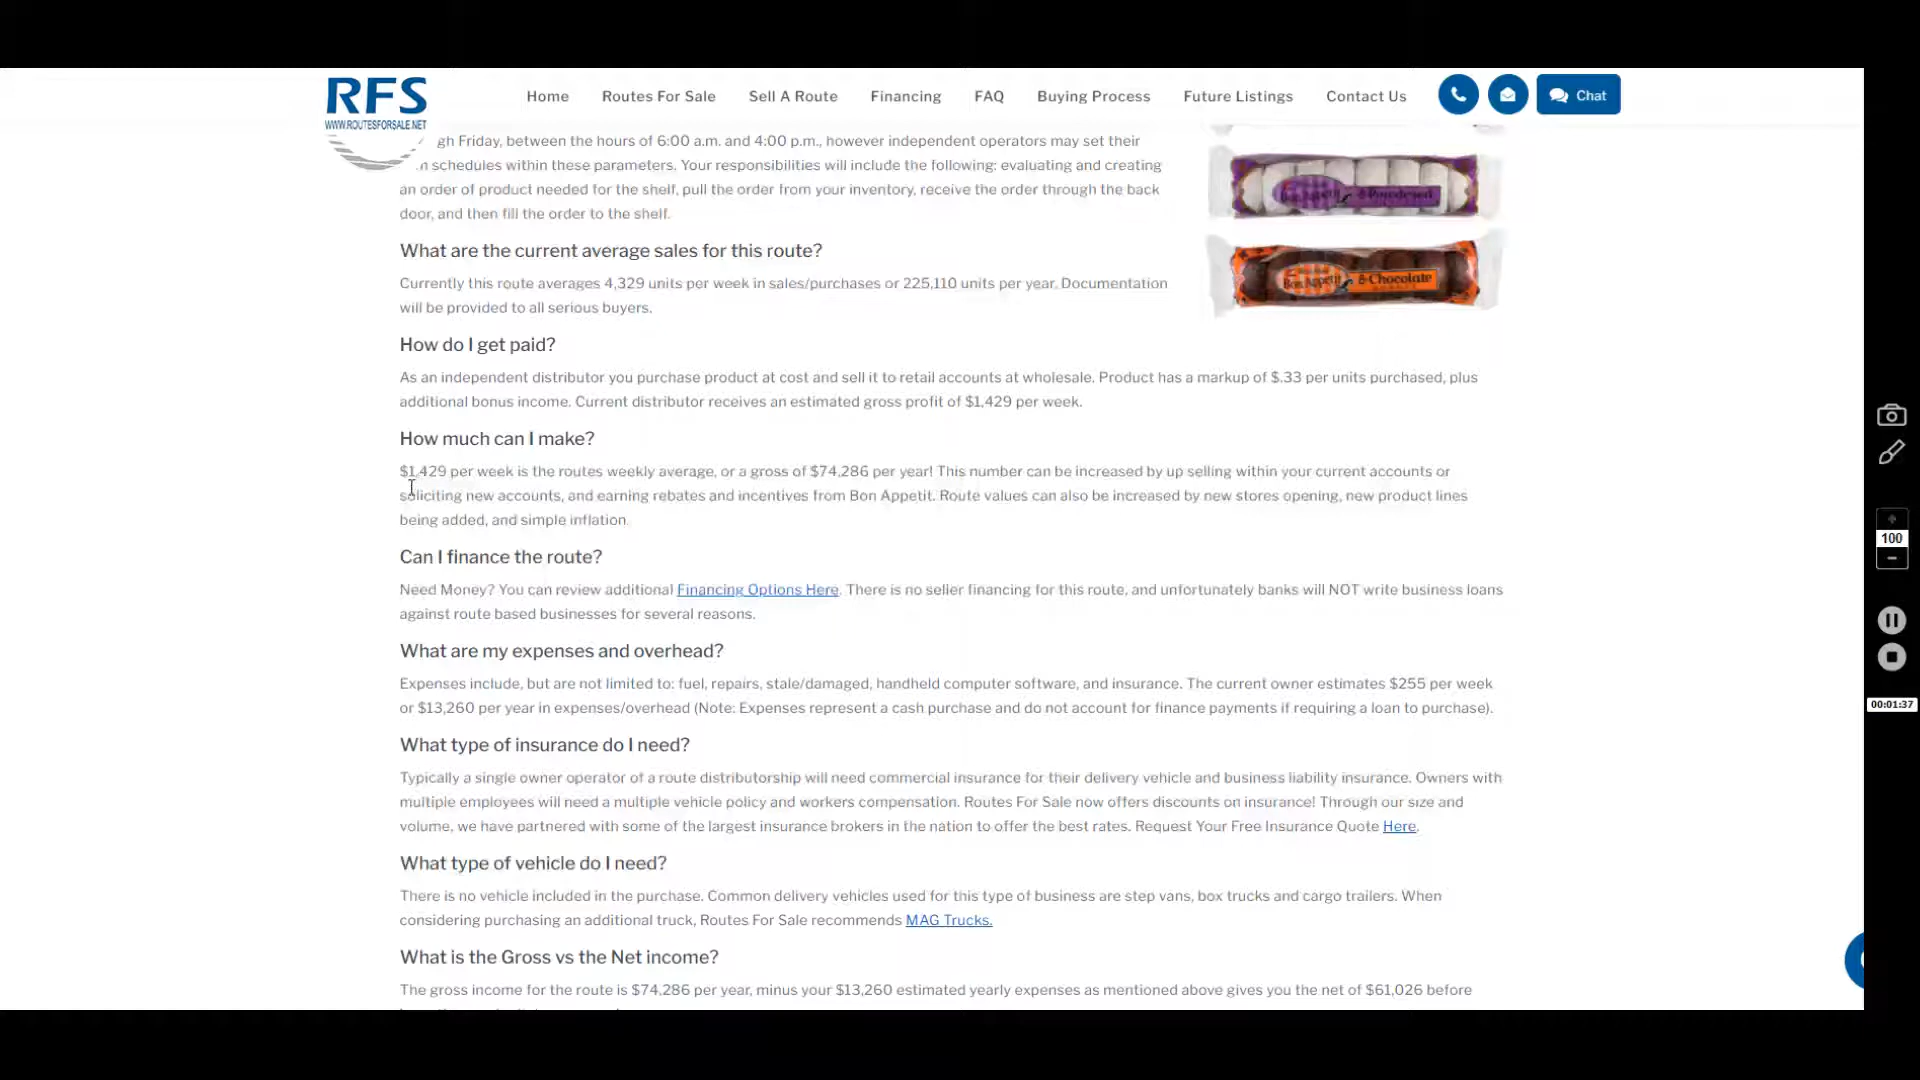 RFS
WWW.ROUTESFORSALE.NET
Home
Routes For Sale
Sell A Route
Financing
FAQ
Buying Process
Future Listings
Contact Us
Chat
gh Friday, between the hours of 6:00 a.m. and 4:00 p.m., however independent operators may set their
n schedules within these parameters. Your responsibilities will include the following: evaluating and creating
an order of product needed for the shelf, pull the order from your inventory, receive the order through the back
door, and then fill the order to the shelf.
Bon Appetit 6 Powdered
Bon Appetit 6 Chocolate
What are the current average sales for this route?
Currently this route averages 4,329 units per week in sales/purchases or 225,110 units per year. Documentation
will be provided to all serious buyers.
How do I get paid?
As an independent distributor you purchase product at cost and sell it to retail accounts at wholesale. Product has a markup of $.33 per units purchased, plus
additional bonus income. Current distributor receives an estimated gross profit of $1,429 per week.
How much can I make?
$1,429 per week is the routes weekly average, or a gross of $74,286 per year! This number can be increased by up selling within your current accounts or
soliciting new accounts, and earning rebates and incentives from Bon Appetit. Route values can also be increased by new stores opening, new product lines
being added, and simple inflation.
Can I finance the route?
Need Money? You can review additional Financing Options Here. There is no seller financing for this route, and unfortunately banks will NOT write business loans
against route based businesses for several reasons.
What are my expenses and overhead?
Expenses include, but are not limited to: fuel, repairs, stale/damaged, handheld computer software, and insurance. The current owner estimates $255 per week
or $13,260 per year in expenses/overhead (Note: Expenses represent a cash purchase and do not account for finance payments if requiring a loan to purchase).
What type of insurance do I need?
Typically a single owner operator of a route distributorship will need commercial insurance for their delivery vehicle and business liability insurance. Owners with
multiple employees will need a multiple vehicle policy and workers compensation. Routes For Sale now offers discounts on insurance! Through our size and
volume, we have partnered with some of the largest insurance brokers in the nation to offer the best rates. Request Your Free Insurance Quote Here.
What type of vehicle do I need?
There is no vehicle included in the purchase. Common delivery vehicles used for this type of business are step vans, box trucks and cargo trailers. When
considering purchasing an additional truck, Routes For Sale recommends MAG Trucks.
What is the Gross vs the Net income?
The gross income for the route is $74,286 per year, minus your $13,260 estimated yearly expenses as mentioned above gives you the net of $61,026 before
100
00:01:37